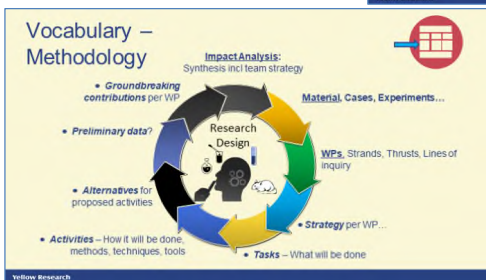 Vocabulary –
Methodology
Impact Analysis:
Synthesis incl team strategy
• Groundbreaking
contributions per WP
Material, Cases, Experiments…
• Preliminary data?
Research
Design
WPs, Strands, Thrusts, Lines of
inquiry
• Alternatives for
proposed activities
• Strategy per WP…
• Activities – How it will be done,
methods, techniques, tools
• Tasks – What will be done
Yellow Research